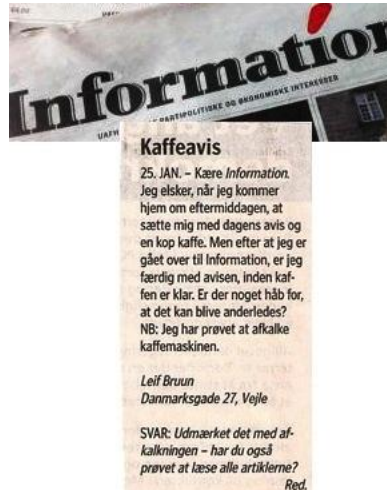 Information
PARTIPOLITISKE OG ØKONOMISKE INTERESSER
Kaffeavis
25. JAN. – Kære Information.
Jeg elsker, når jeg kommer
hjem om eftermiddagen, at
sætte mig med dagens avis og
en kop kaffe. Men efter at jeg er
gået over til Information, er jeg
færdig med avisen, inden kaf-
fen er klar. Er der noget håb for,
at det kan blive anderledes?
NB: Jeg har prøvet at afkalke
kaffemaskinen.
Leif Bruun
Danmarksgade 27, Vejle
SVAR: Udmærket det med af-
kalkningen – har du også
prøvet at læse alle artiklerne?
Red.